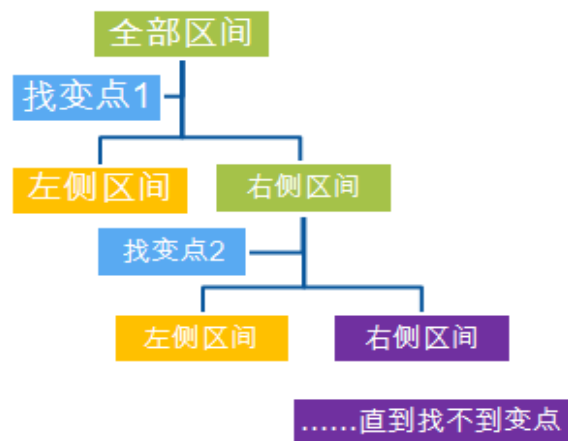 全部区间
找变点1
左侧区间
右侧区间
找变点2
左侧区间
右侧区间
......直到找不到变点